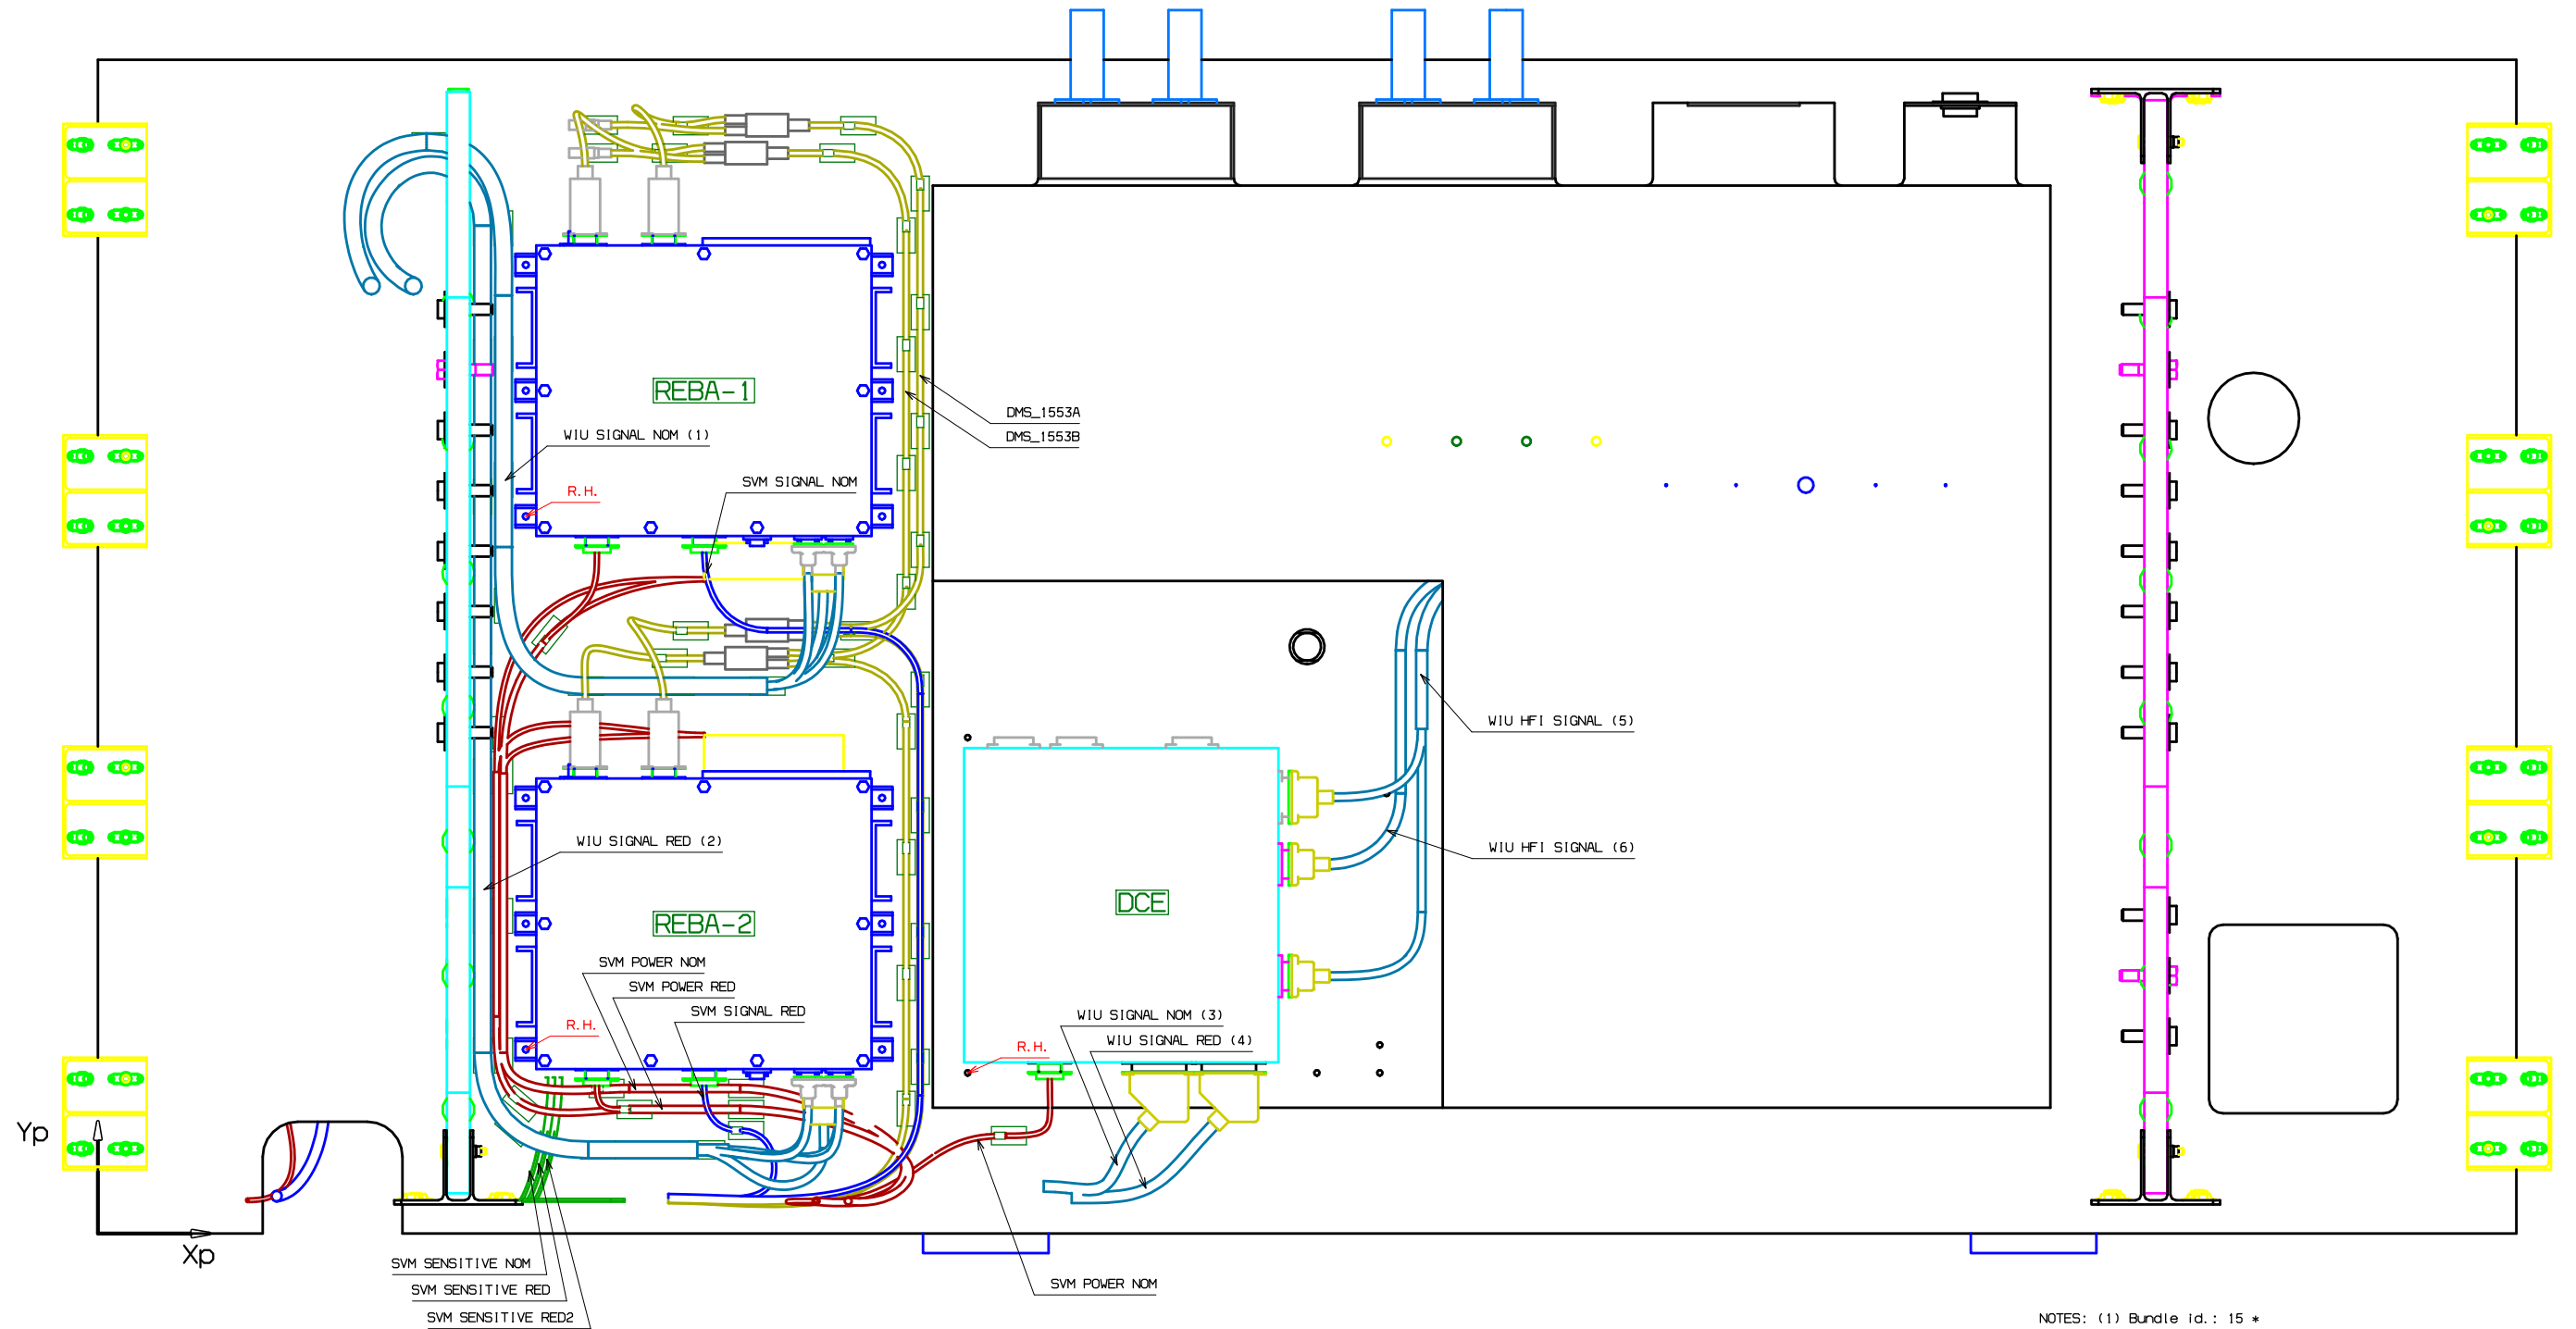 REBA-1
DMS_1553A
DMS_1553B
WIU SIGNAL NOM (1)
SVM SIGNAL NOM
R.H.
WIU HFI SIGNAL (5)
WIU SIGNAL RED (2)
WIU HFI SIGNAL (6)
DCE
REBA-2
SVM POWER NOM
SVM POWER RED
SVM SIGNAL RED
WIU SIGNAL NOM (3)
R.H.
WIU SIGNAL RED (4)
R.H.
Yp
Xp
SVM SENSITIVE NOM
SVM SENSITIVE RED
SVM SENSITIVE RED2
SVM POWER NOM
NOTES: (1) Bundle id.: 15 *